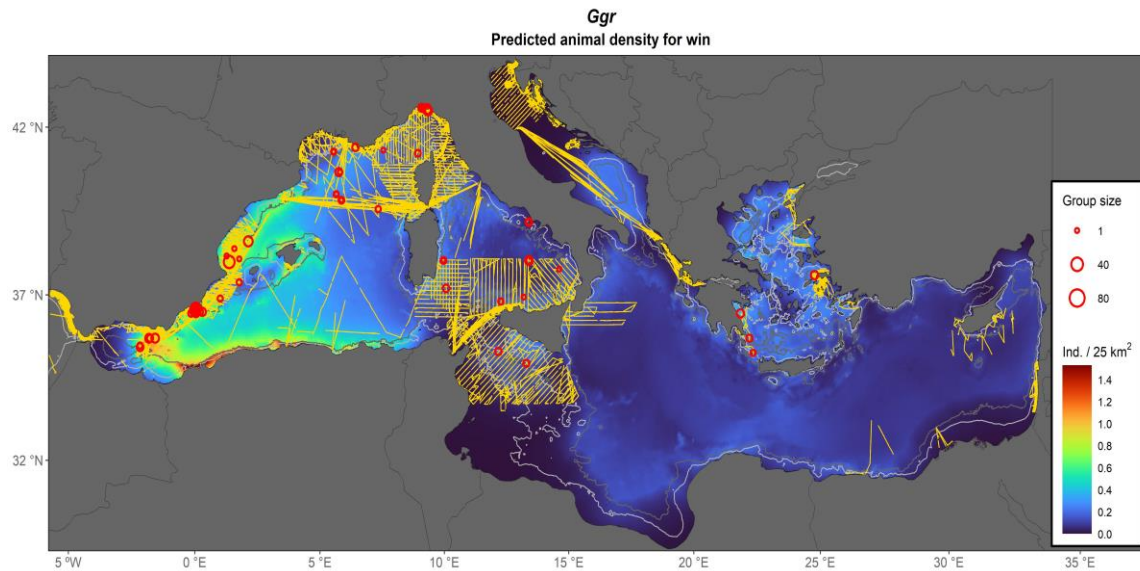 Ggr
Predicted animal density for win
42 °N
37 °N
32 °N
5 °W
0 °E
5 °E
10 °E
15 °E
20 °E
25 °E
30 °E
35 °E
Group size
1
40
80
Ind. / 25 km²
1.4
1.2
1.0
0.8
0.6
0.4
0.2
0.0